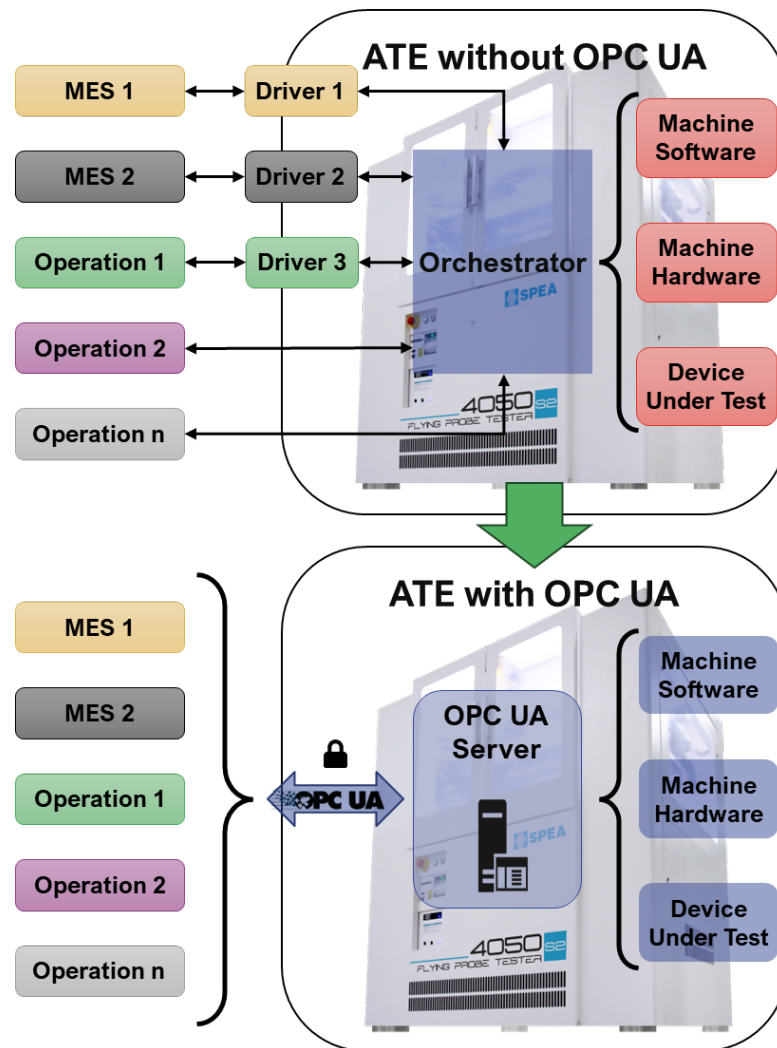 ATE without OPC UA
MES 1
Driver 1
Machine
Software
MES 2
Driver 2
Operation 1
Driver 3
Orchestrator
Machine
Hardware
SPEA
Operation 2
Device
Under Test
4050 S2
FLYING PROBE TESTER
Operation n
ATE with OPC UA
MES 1
Machine
Software
MES 2
OPC UA
Server
Operation 1
OPC UA
Machine
Hardware
SPEA
Operation 2
Device
Under Test
4050 S2
FLYING PROBE TESTER
Operation n